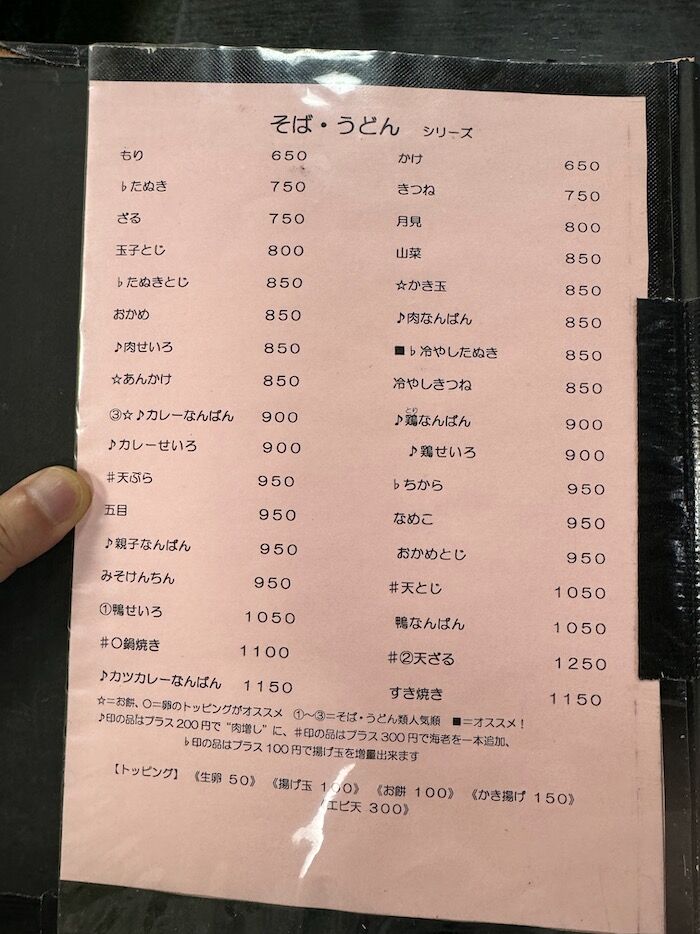 そば・うどん シリーズ
もり 650
♭たぬき 750
ざる 750
玉子とじ 800
♭たぬきとじ 850
おかめ 850
♪肉せいろ 850
☆あんかけ 850
③☆♪カレーなんばん 900
♪カレーせいろ 900
♯天ぷら 950
五目 950
♪親子なんばん 950
みそけんちん 950
①鴨せいろ 1050
♯〇鍋焼き 1100
♪カツカレーなんばん 1150
かけ 650
きつね 750
月見 800
山菜 850
☆かき玉 850
♪肉なんばん 850
■♭冷やしたぬき 850
冷やしきつね 850
とり
♪鶏なんばん 900
♪鶏せいろ 900
♭ちから 950
なめこ 950
おかめとじ 950
♯天とじ 1050
鴨なんばん 1050
♯②天ざる 1250
すき焼き 1150
☆=お餅、〇=卵のトッピングがオススメ ①～③=そば・うどん類人気順 ■=オススメ！
♪印の品はプラス200円で“肉増し”に、♯印の品はプラス300円で海老を一本追加、
♭印の品はプラス100円で揚げ玉を増量出来ます
【トッピング】 《生卵 50》 《揚げ玉 100》 《お餅 100》 《かき揚げ 150》
《エビ天 300》